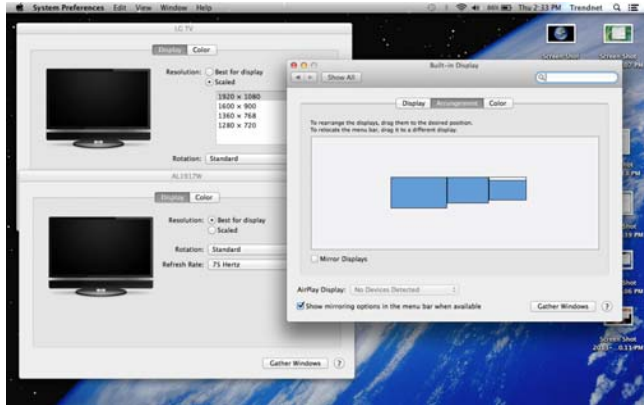 System Preferences Edit View Window Help
Thu 2:33 PM Trendnet
LG TV
Display Color
Resolution: Best for display
Scaled
1920 x 1080
1600 x 900
1360 x 768
1280 x 720
Rotation: Standard
AL1917W
Display Color
Resolution: Best for display
Scaled
Rotation: Standard
Refresh Rate: 75 Hertz
Gather Windows ?
Built-in Display
Show All
Display Arrangement Color
To rearrange the displays, drag them to the desired position.
To relocate the menu bar, drag it to a different display.
Mirror Displays
AirPlay Display: No Devices Detected
Show mirroring options in the menu bar when available
Gather Windows ?
Screen Shot
Screen Shot
Screen Shot